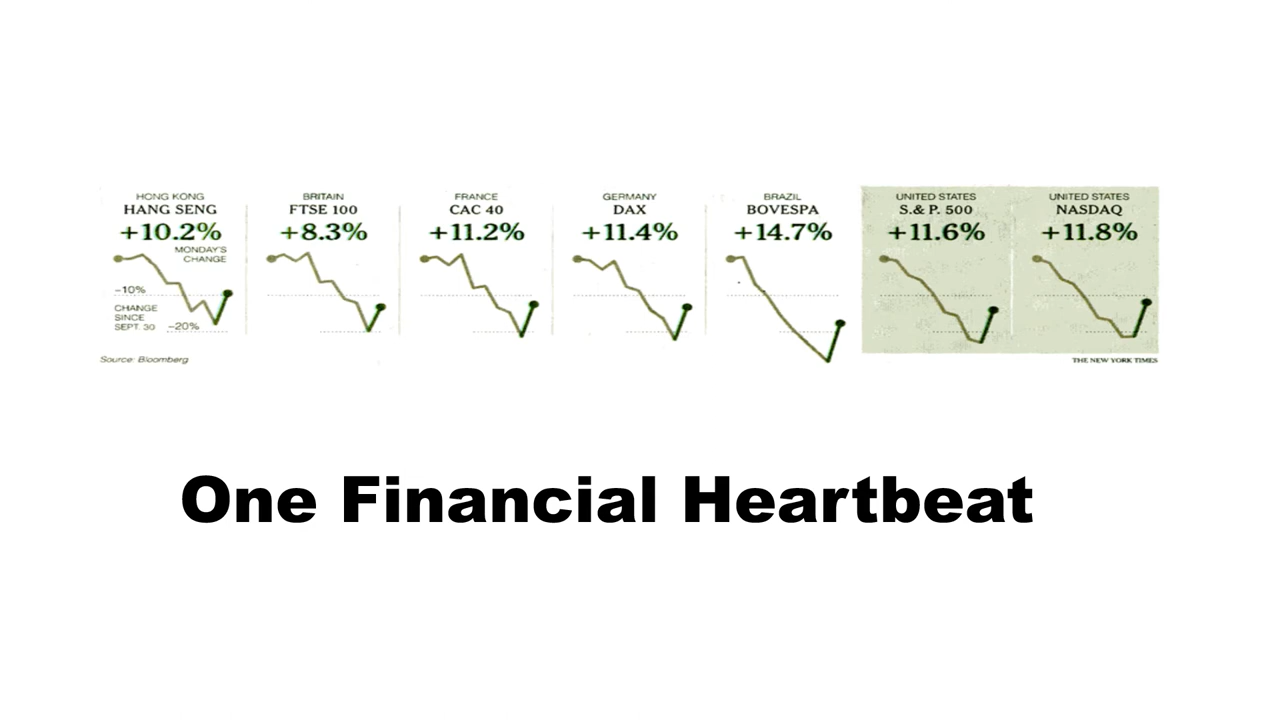 HONG KONG
HANG SENG
+10.2%
MONDAY'S
CHANGE
–10%
CHANGE
SINCE
SEPT. 30
–20%
BRITAIN
FTSE 100
+8.3%
FRANCE
CAC 40
+11.2%
GERMANY
DAX
+11.4%
BRAZIL
BOVESPA
+14.7%
UNITED STATES
S.& P. 500
+11.6%
UNITED STATES
NASDAQ
+11.8%
Source: Bloomberg
THE NEW YORK TIMES
One Financial Heartbeat